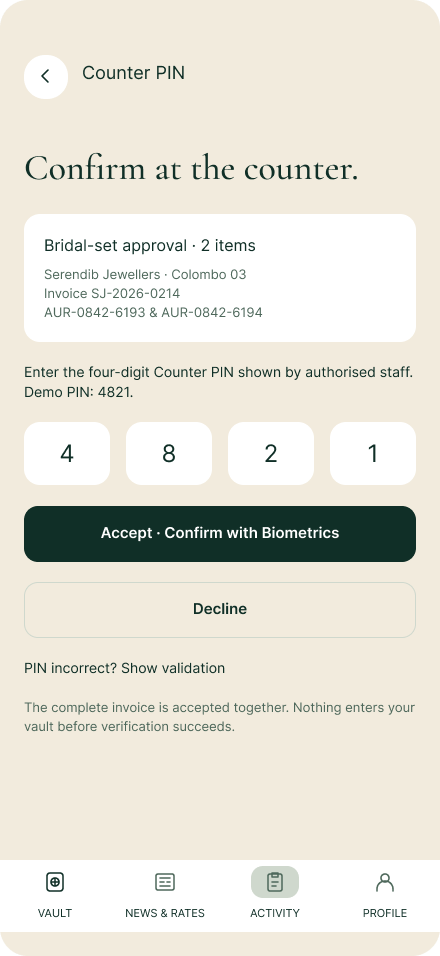 Counter PIN
Confirm at the counter.
Bridal-set approval · 2 items
Serendib Jewellers · Colombo 03
Invoice SJ-2026-0214
AUR-0842-6193 & AUR-0842-6194
Enter the four-digit Counter PIN shown by authorised staff.
Demo PIN: 4821.
4 8 2 1
Accept · Confirm with Biometrics
Decline
PIN incorrect? Show validation
The complete invoice is accepted together. Nothing enters your
vault before verification succeeds.
VAULT NEWS & RATES ACTIVITY PROFILE